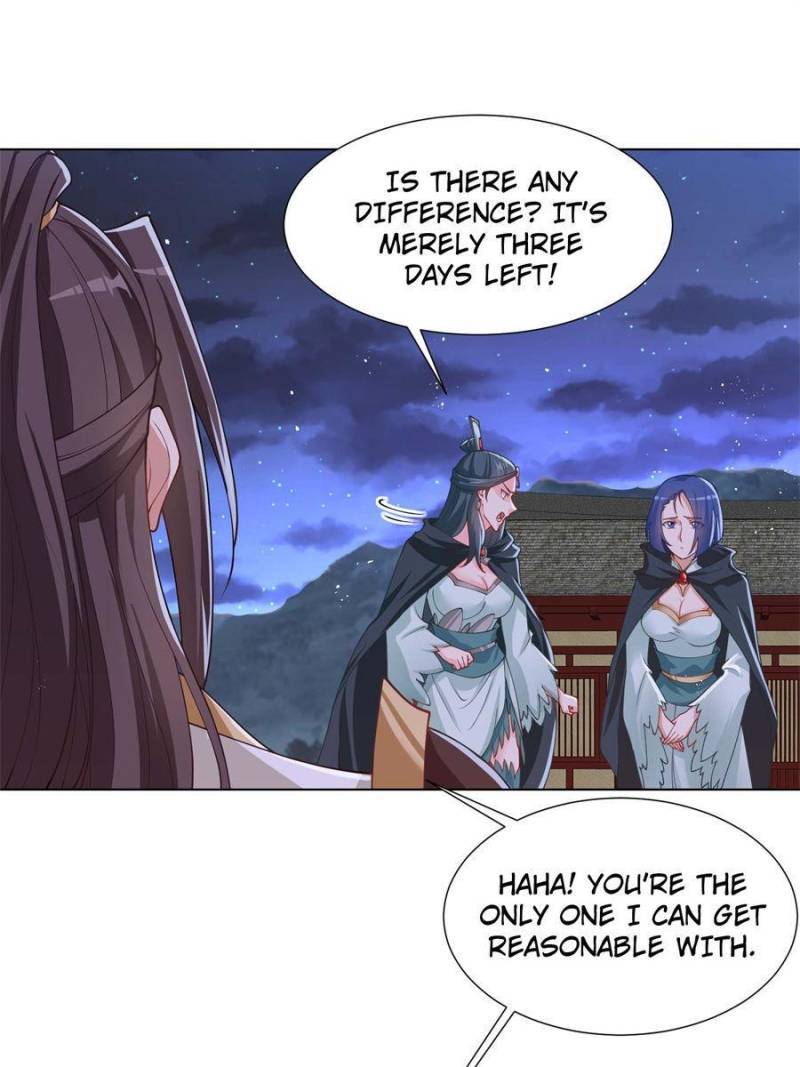 IS THERE ANY
DIFFERENCE? IT'S
MERELY THREE
DAYS LEFT!
HAHA! YOU'RE THE
ONLY ONE I CAN GET
REASONABLE WITH.